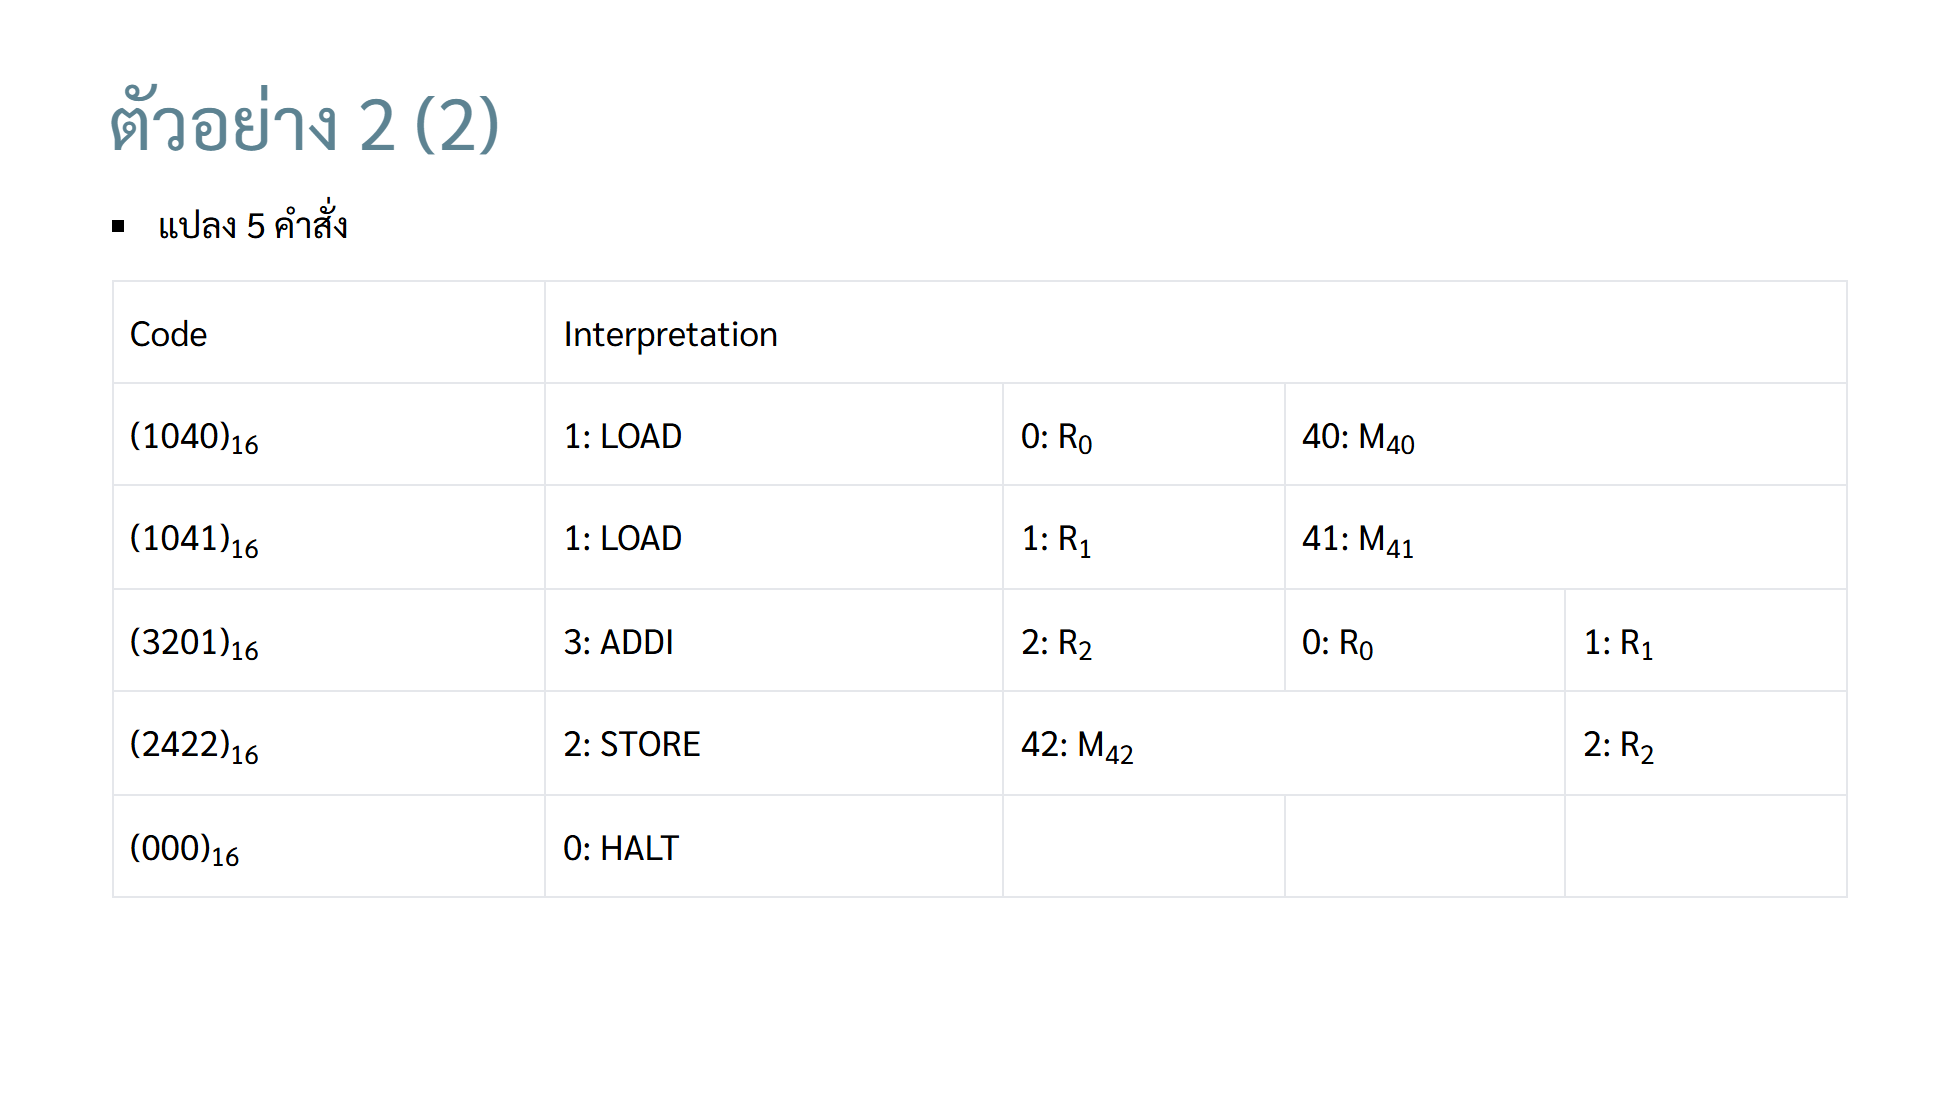 ตัวอย่าง 2 (2)
▪ แปลง 5 คำสั่ง
Code Interpretation
(1040)₁₆ 1: LOAD 0: R₀ 40: M₄₀
(1041)₁₆ 1: LOAD 1: R₁ 41: M₄₁
(3201)₁₆ 3: ADDI 2: R₂ 0: R₀ 1: R₁
(2422)₁₆ 2: STORE 42: M₄₂ 2: R₂
(000)₁₆ 0: HALT